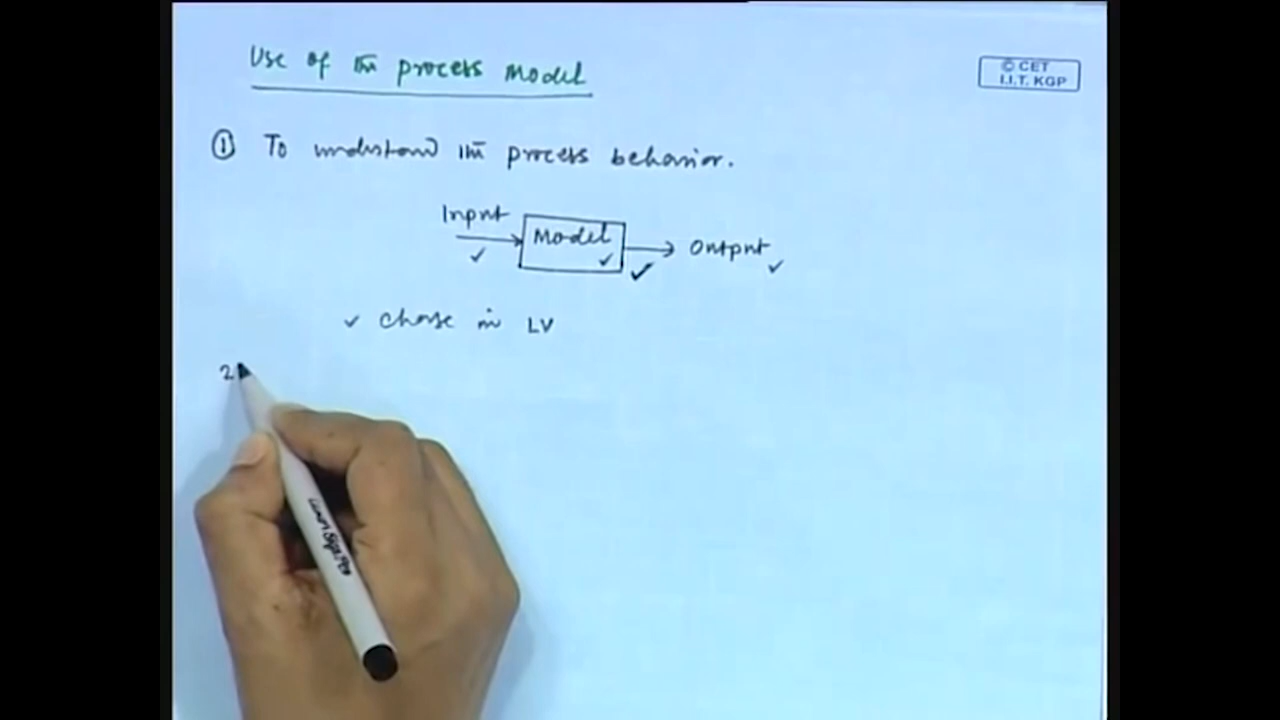 Use of the process Model
© CET
I.I.T. KGP
① To understand the process behavior.
Input
Model
Output
✓ change in LV
2